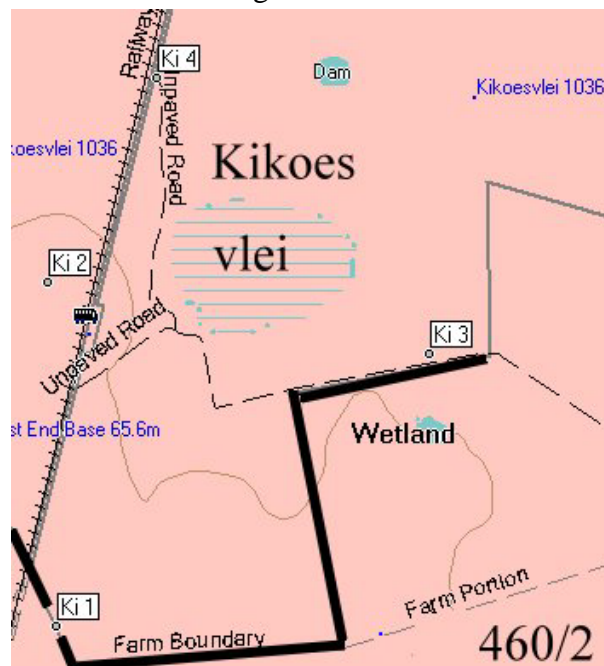 Railway
Ki 4
Unpaved Road
Dam
Kikoesvlei 1036
koesvlei 1036
Kikoes
vlei
Ki 2
Unpaved Road
Ki 3
st End Base 65.6m
Wetland
Ki 1
Farm Boundary
Farm Portion
460/2